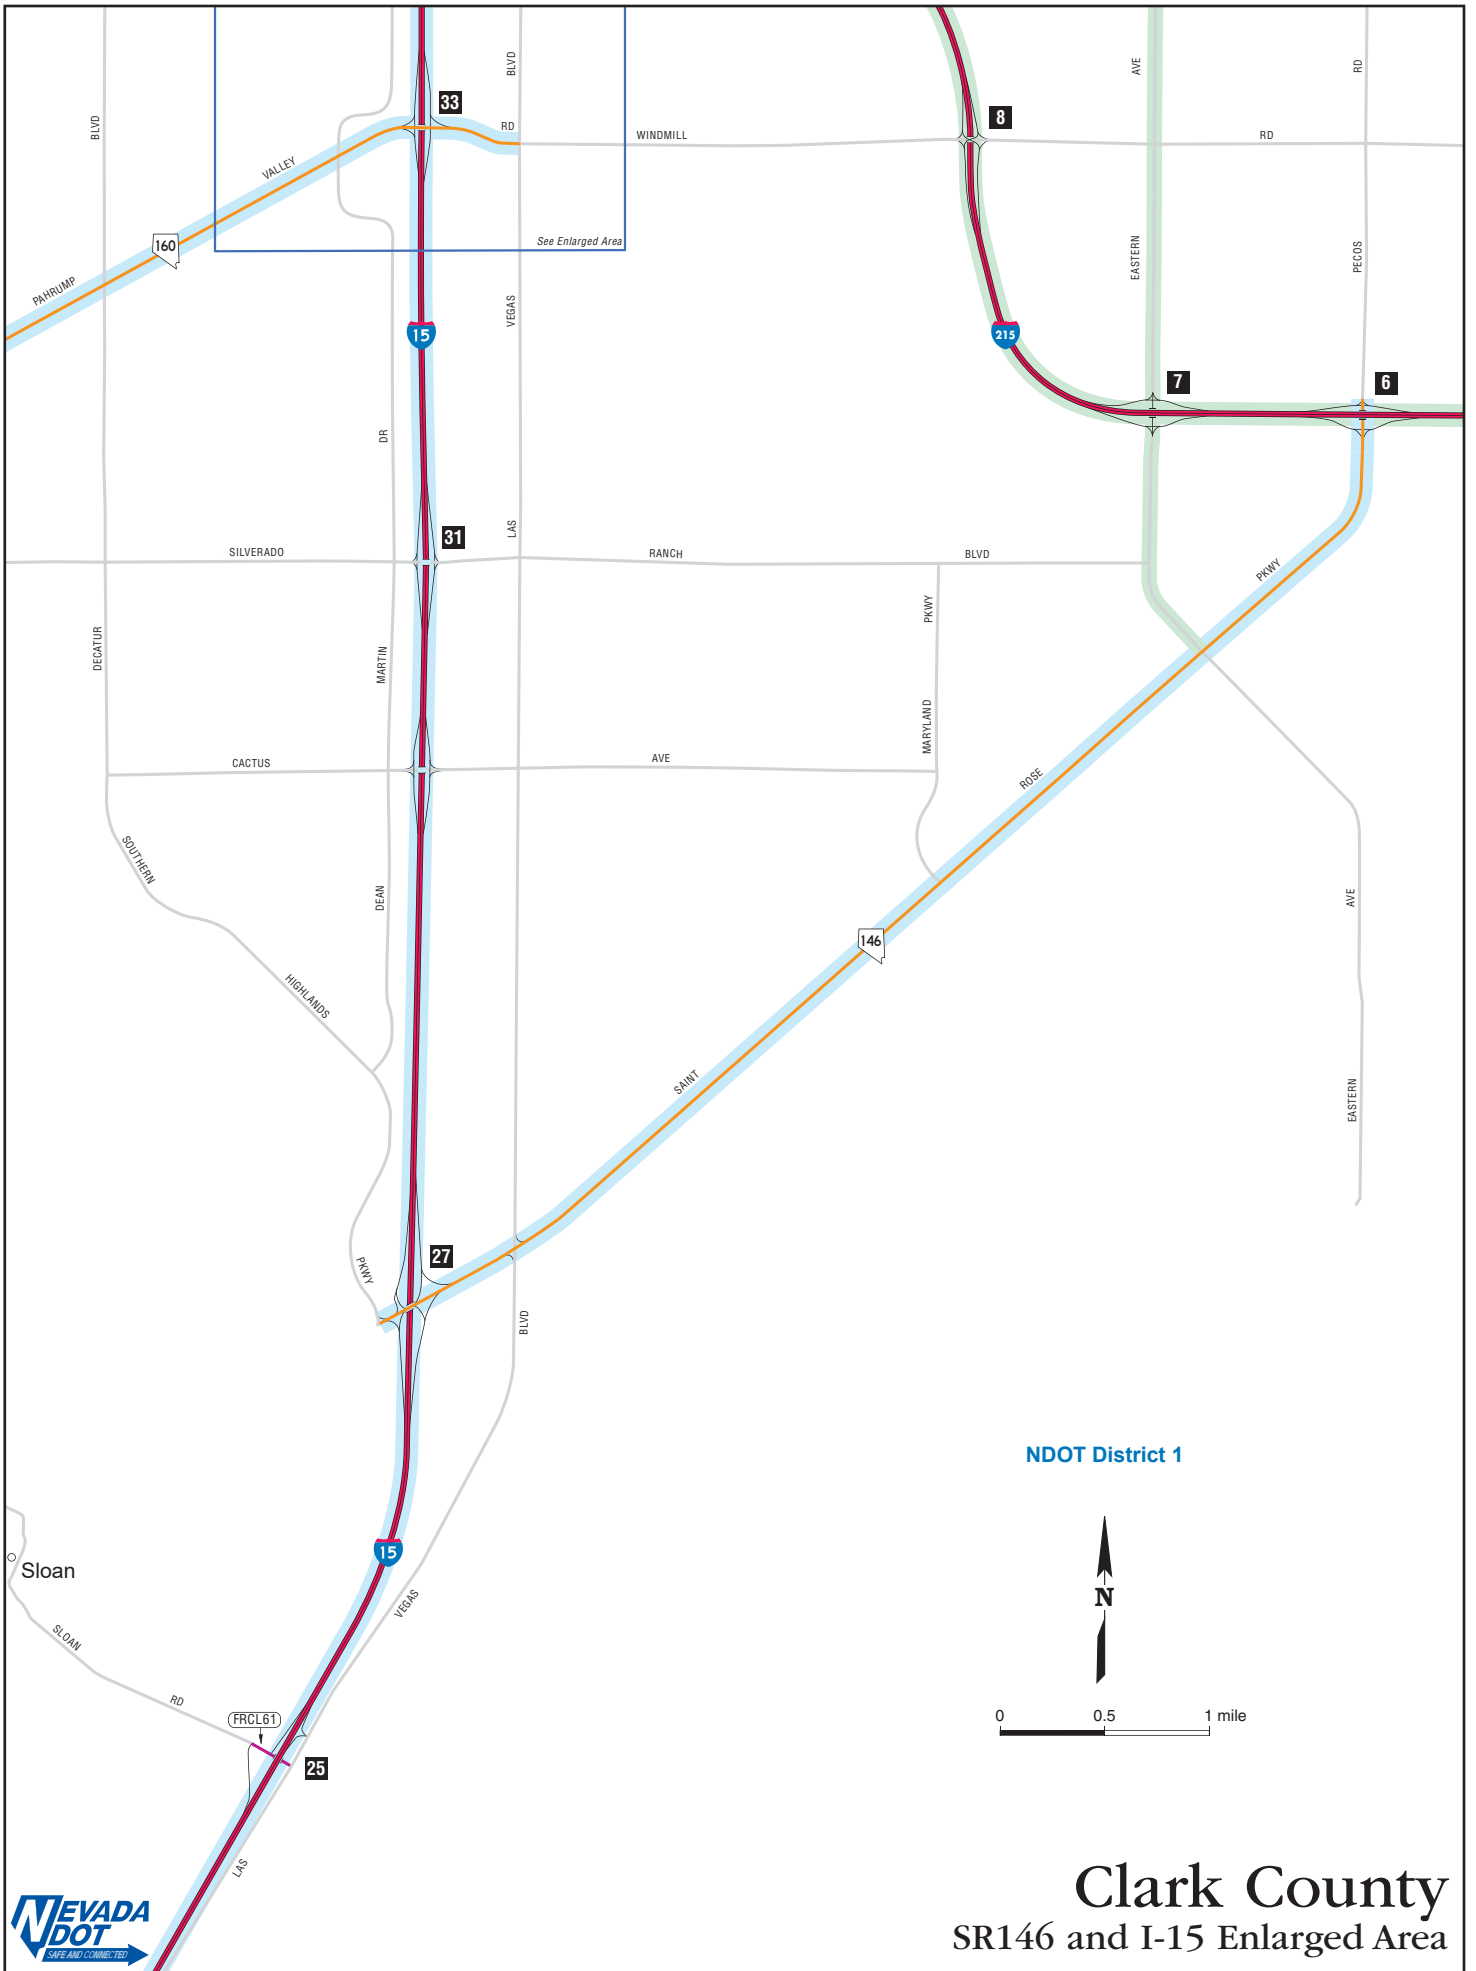 BLVD
BLVD
AVE
RD
33
8
RD
WINDMILL
RD
VALLEY
160
See Enlarged Area
EASTERN
PECOS
PAHRUMP
VEGAS
15
215
7
6
DR
LAS
31
SILVERADO
RANCH
BLVD
PKWY
PKWY
DECATUR
MARTIN
MARYLAND
CACTUS
AVE
ROSE
SOUTHERN
DEAN
AVE
146
HIGHLANDS
SAINT
EASTERN
27
PKWY
BLVD
NDOT District 1
15
Sloan
N
VEGAS
SLOAN
RD
FRCL61
0 0.5 1 mile
25
LAS
Clark County
SR146 and I-15 Enlarged Area
NEVADA
DOT
SAFE AND CONNECTED